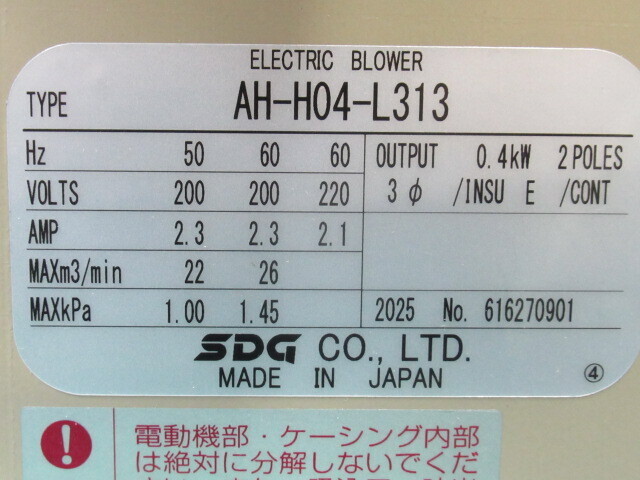 ELECTRIC BLOWER
TYPE AH-H04-L313
Hz 50 60 60
OUTPUT 0.4kW 2POLES
VOLTS 200 200 220
3φ /INSU E /CONT
AMP 2.3 2.3 2.1
MAXm3/min 22 26
MAXkPa 1.00 1.45
2025 No. 616270901
SDG CO., LTD.
MADE IN JAPAN ④
電動機部・ケーシング内部
は絶対に分解しないでくだ